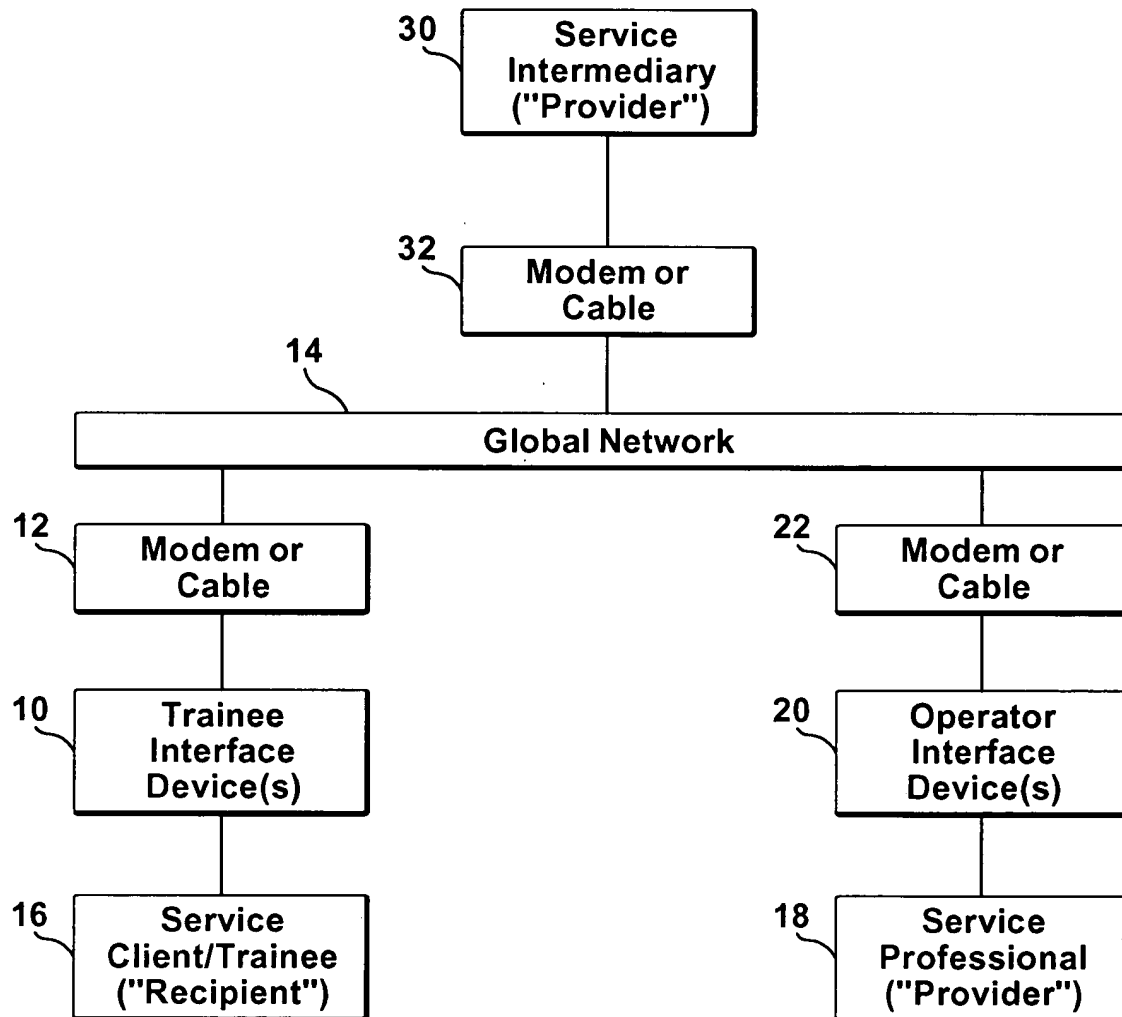 30
Service
Intermediary
("Provider")
32
Modem or
Cable
14
Global Network
12
Modem or
Cable
22
Modem or
Cable
10
Trainee
Interface
Device(s)
20
Operator
Interface
Device(s)
16
Service
Client/Trainee
("Recipient")
18
Service
Professional
("Provider")